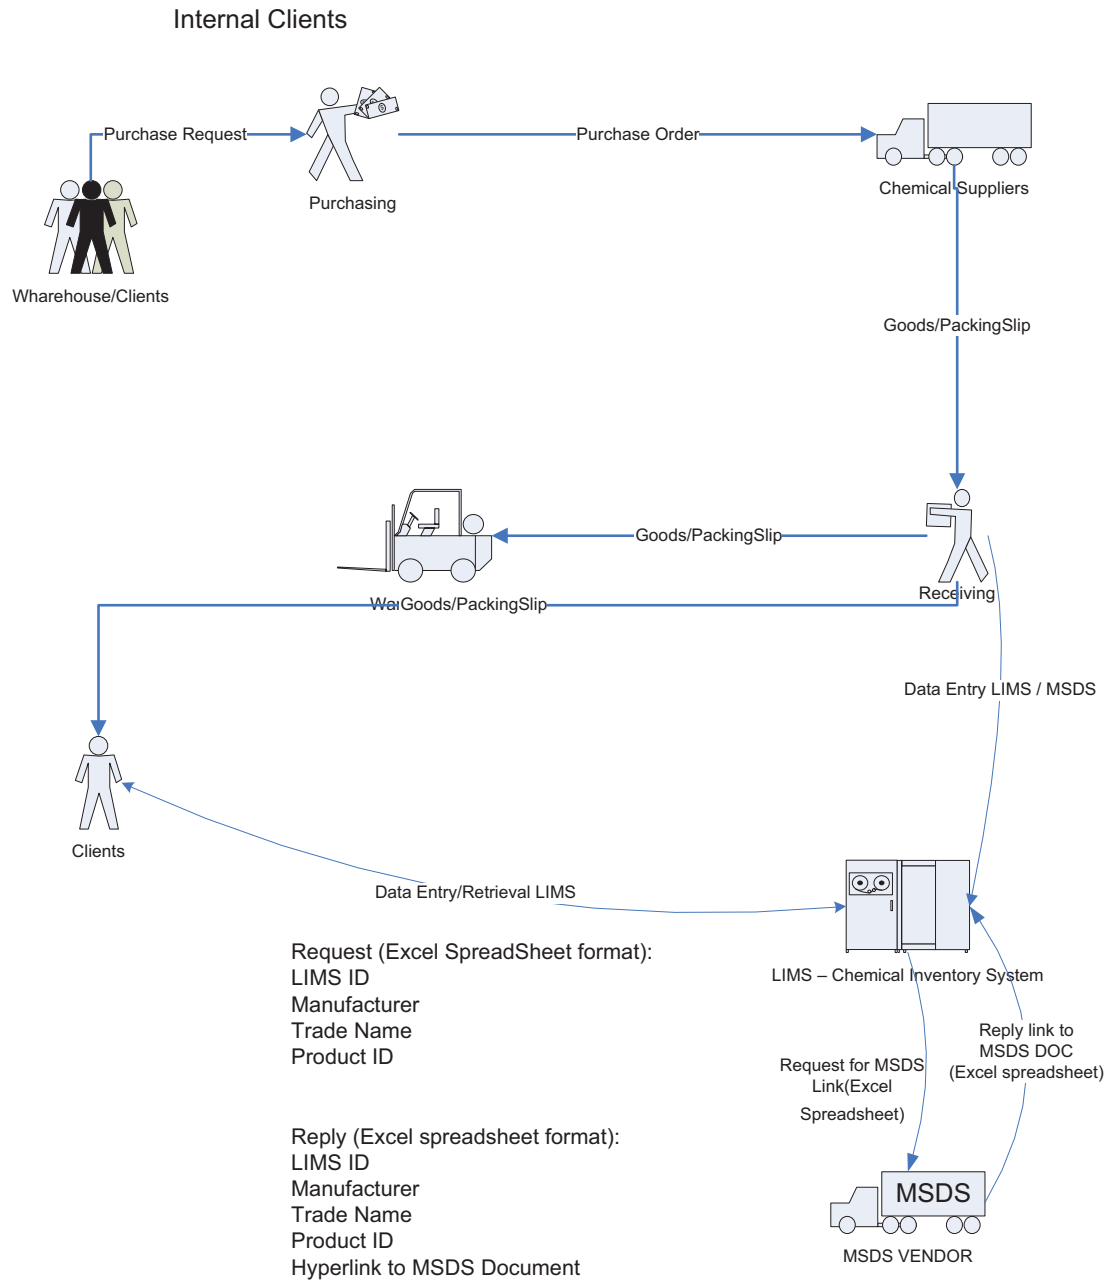 Internal Clients
Purchase Request
Purchase Order
Purchasing
Chemical Suppliers
Wharehouse/Clients
Goods/PackingSlip
Goods/PackingSlip
Receiving
Goods/PackingSlip
Data Entry LIMS / MSDS
Clients
Data Entry/Retrieval LIMS
Request (Excel SpreadSheet format):
LIMS ID
Manufacturer
Trade Name
Product ID
LIMS – Chemical Inventory System
Reply link to
MSDS DOC
(Excel spreadsheet)
Request for MSDS
Link(Excel
Spreadsheet)
Reply (Excel spreadsheet format):
LIMS ID
Manufacturer
Trade Name
Product ID
Hyperlink to MSDS Document
MSDS
MSDS VENDOR